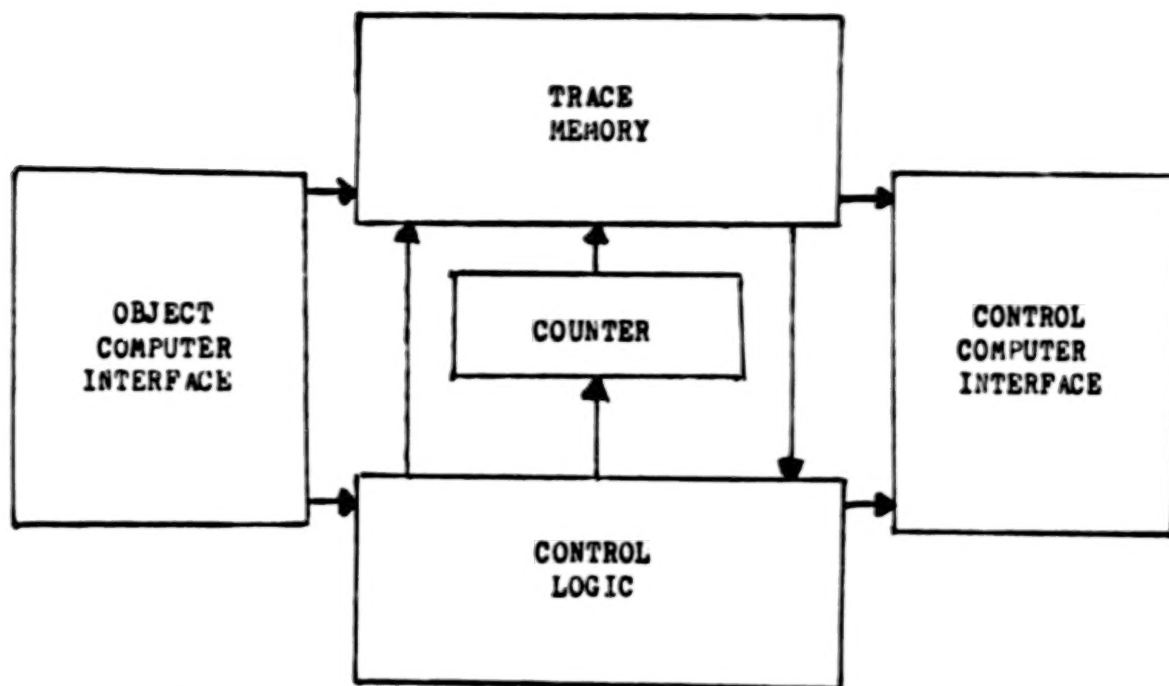 TRACE
MEMORY
OBJECT
COMPUTER
INTERFACE
COUNTER
CONTROL
COMPUTER
INTERFACE
CONTROL
LOGIC